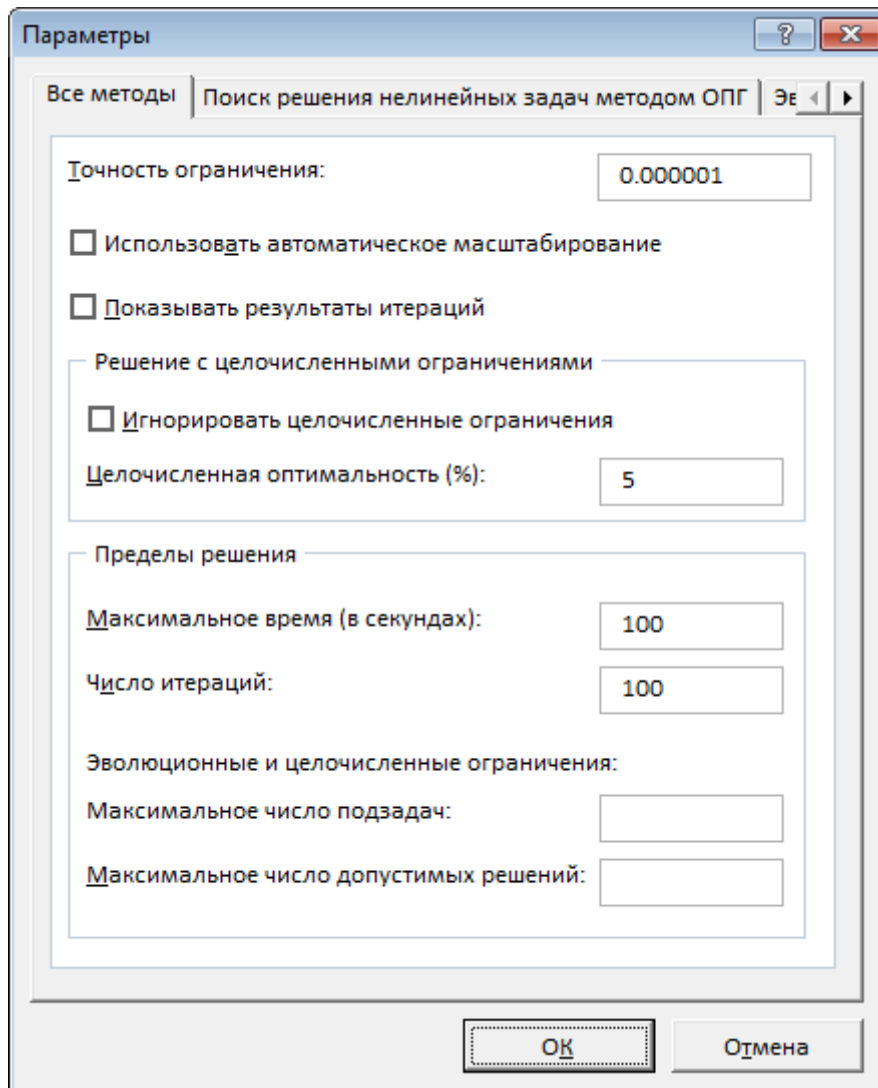 Параметры
Все методы Поиск решения нелинейных задач методом ОПГ Эв
Точность ограничения: 0.000001
Использовать автоматическое масштабирование
Показывать результаты итераций
Решение с целочисленными ограничениями
Игнорировать целочисленные ограничения
Целочисленная оптимальность (%): 5
Пределы решения
Максимальное время (в секундах): 100
Число итераций: 100
Эволюционные и целочисленные ограничения:
Максимальное число подзадач:
Максимальное число допустимых решений:
ОК Отмена